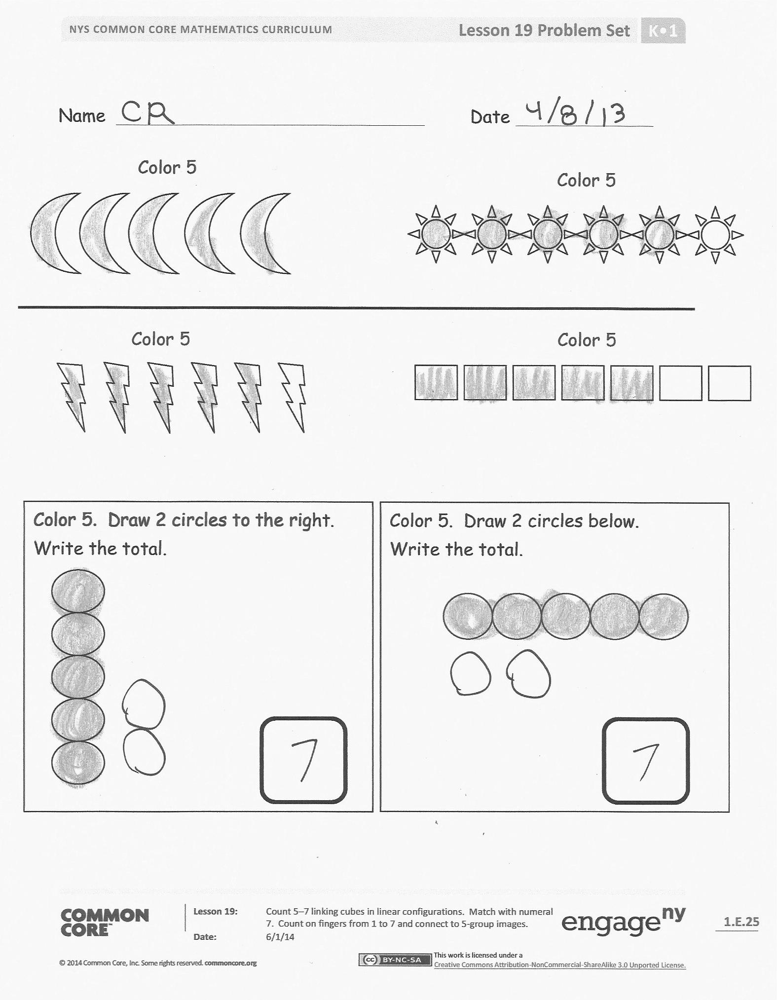 NYS COMMON CORE MATHEMATICS CURRICULUM
Lesson 19 Problem Set
K•1
Name CR
Date 4/8/13
Color 5
Color 5
Color 5
Color 5
Color 5. Draw 2 circles to the right.
Write the total.
7
Color 5. Draw 2 circles below.
Write the total.
7
COMMON
CORE™
Lesson 19:
Count 5–7 linking cubes in linear configurations. Match with numeral
7. Count on fingers from 1 to 7 and connect to 5-group images.
Date:
6/1/14
engageny
1.E.25
© 2014 Common Core, Inc. Some rights reserved. commoncore.org
cc BY-NC-SA
This work is licensed under a
Creative Commons Attribution-NonCommercial-ShareAlike 3.0 Unported License.